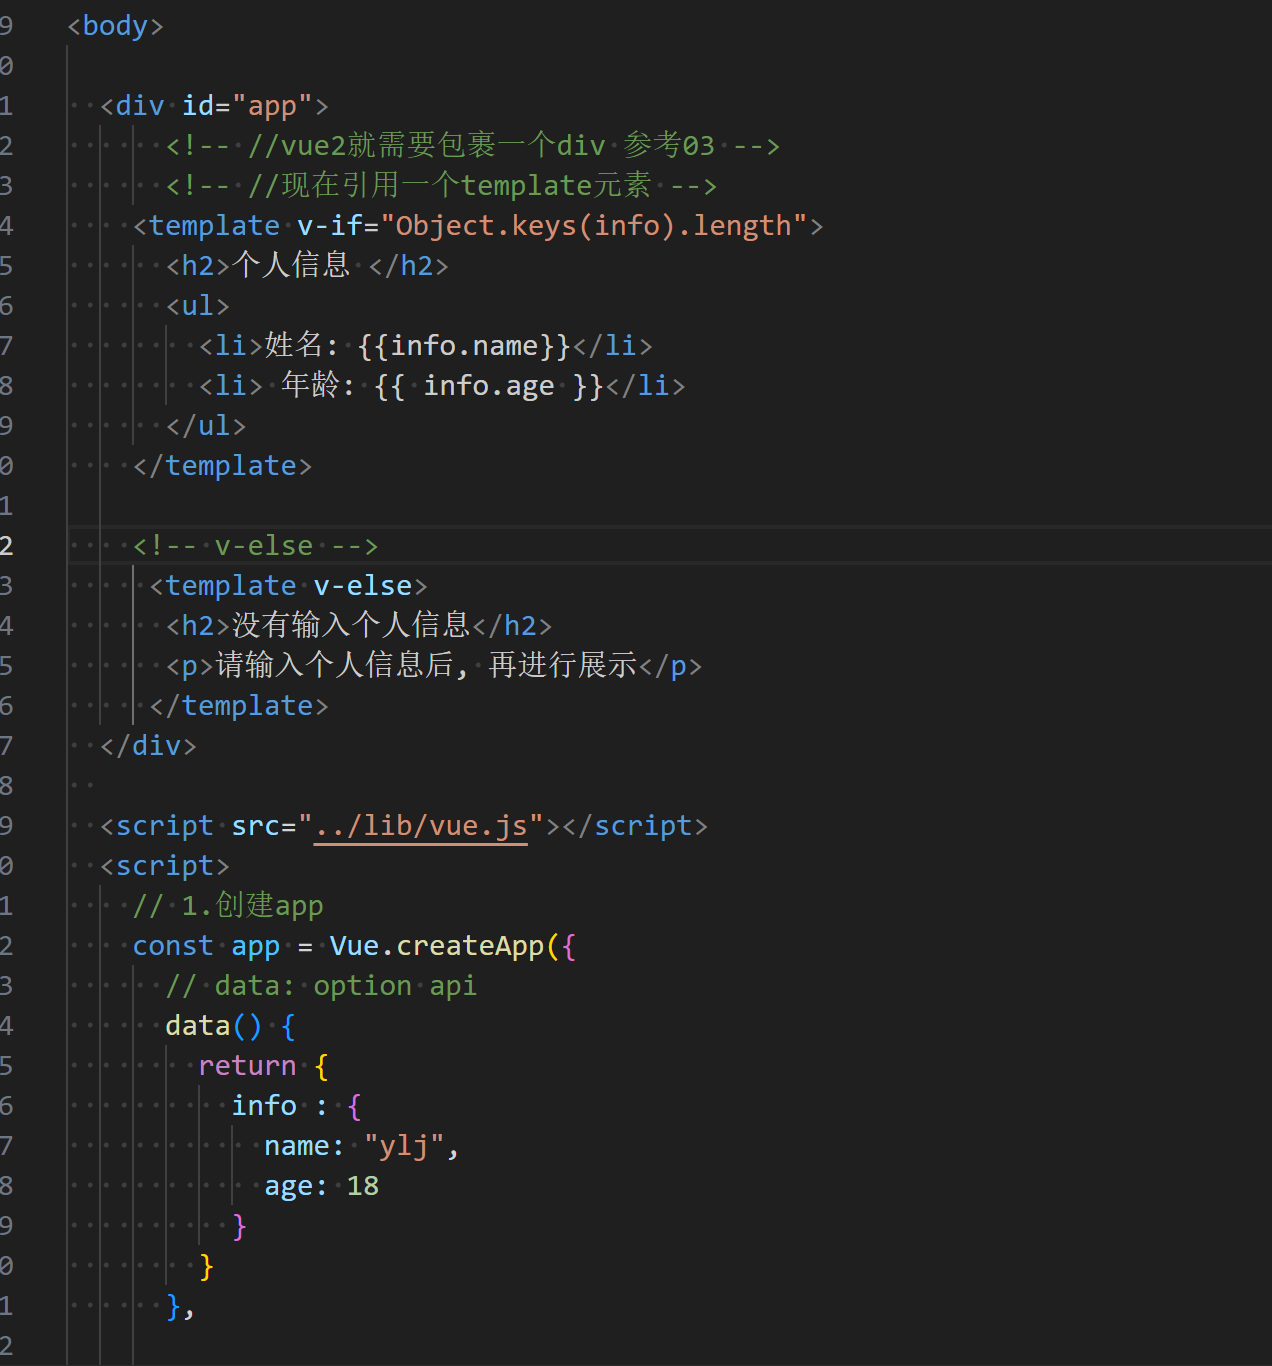 9 <body>
0
1 <div id="app">
2 <!-- //vue2就需要包裹一个div 参考03 -->
3 <!-- //现在引用一个template元素 -->
4 <template v-if="Object.keys(info).length">
5 <h2>个人信息 </h2>
6 <ul>
7 <li>姓名: {{info.name}}</li>
8 <li> 年龄: {{ info.age }}</li>
9 </ul>
0 </template>
1
2 <!-- v-else -->
3 <template v-else>
4 <h2>没有输入个人信息</h2>
5 <p>请输入个人信息后, 再进行展示</p>
6 </template>
7 </div>
8
9 <script src="../lib/vue.js"></script>
0 <script>
1 // 1.创建app
2 const app = Vue.createApp({
3 // data: option api
4 data() {
5 return {
6 info : {
7 name: "ylj",
8 age: 18
9 }
0 }
1 },
2